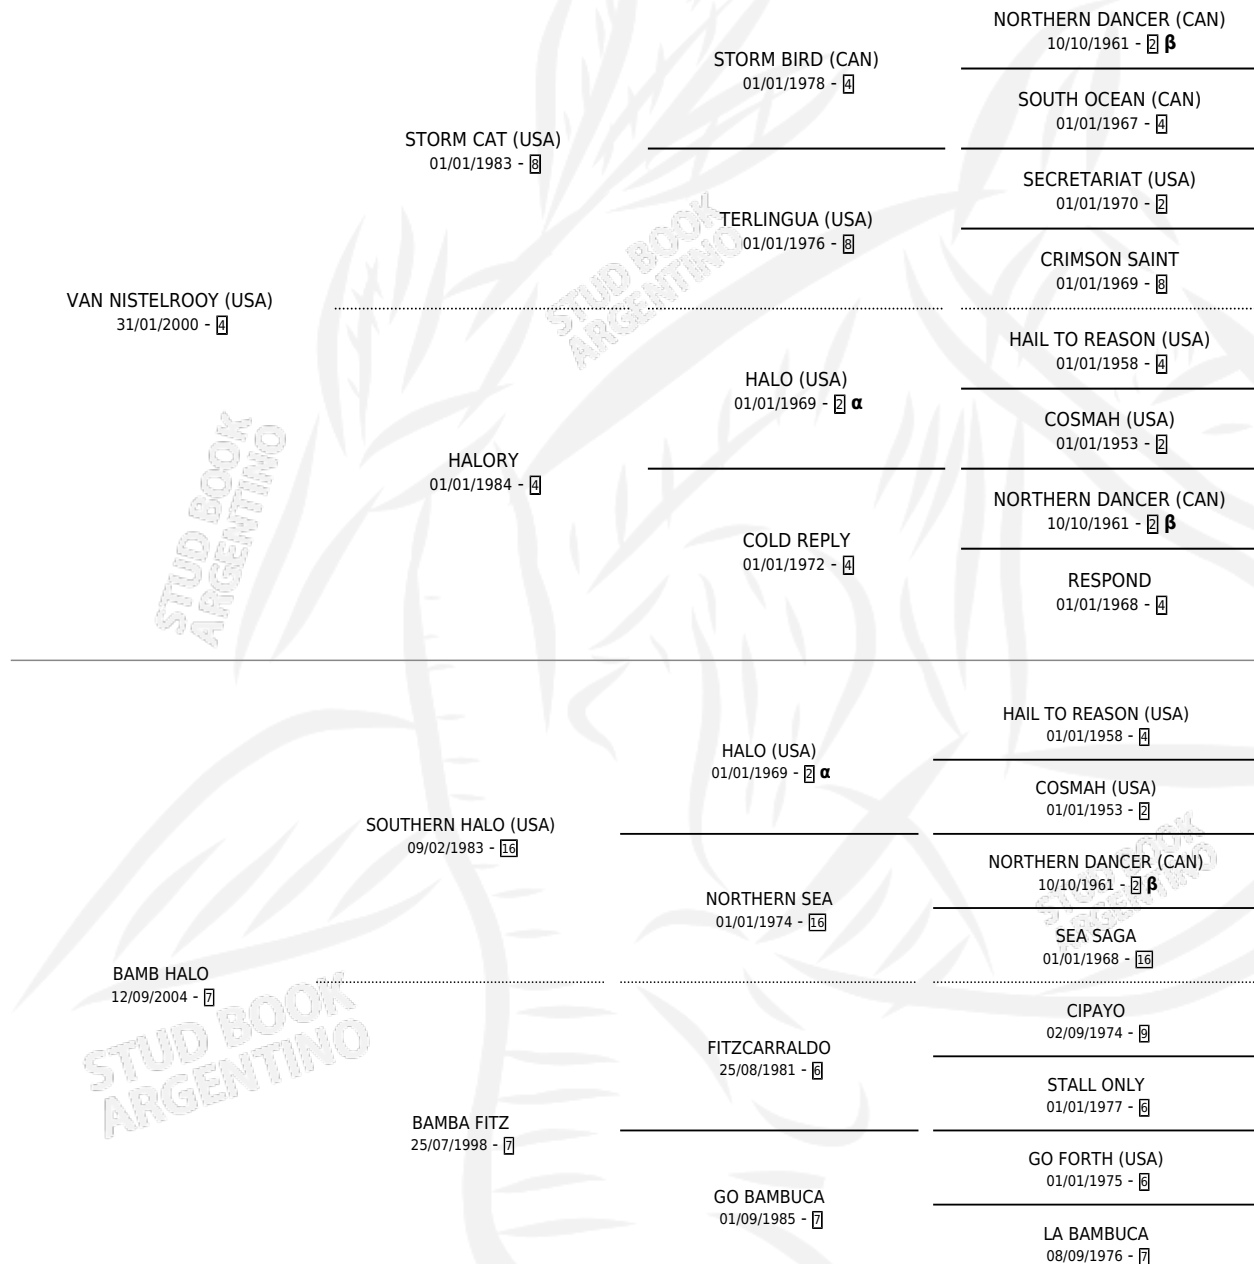 NORTHERN DANCER (CAN)
10/10/1961 - 2 β
STORM BIRD (CAN)
01/01/1978 - 4
SOUTH OCEAN (CAN)
01/01/1967 - 4
STORM CAT (USA)
01/01/1983 - 8
SECRETARIAT (USA)
01/01/1970 - 2
TERLINGUA (USA)
01/01/1976 - 8
CRIMSON SAINT
01/01/1969 - 8
VAN NISTELROOY (USA)
31/01/2000 - 4
HAIL TO REASON (USA)
01/01/1958 - 4
HALO (USA)
01/01/1969 - 2 α
COSMAH (USA)
01/01/1953 - 2
HALORY
01/01/1984 - 4
NORTHERN DANCER (CAN)
10/10/1961 - 2 β
COLD REPLY
01/01/1972 - 4
RESPOND
01/01/1968 - 4
HAIL TO REASON (USA)
01/01/1958 - 4
HALO (USA)
01/01/1969 - 2 α
COSMAH (USA)
01/01/1953 - 2
SOUTHERN HALO (USA)
09/02/1983 - 16
NORTHERN DANCER (CAN)
10/10/1961 - 2 β
NORTHERN SEA
01/01/1974 - 16
SEA SAGA
01/01/1968 - 16
BAMB HALO
12/09/2004 - 7
CIPAYO
02/09/1974 - 9
FITZCARRALDO
25/08/1981 - 6
STALL ONLY
01/01/1977 - 6
BAMBA FITZ
25/07/1998 - 7
GO FORTH (USA)
01/01/1975 - 6
GO BAMBUCA
01/09/1985 - 7
LA BAMBUCA
08/09/1976 - 7
STUD BOOK
ARGENTINO
STUD BOOK
ARGENTINO
STUD BOOK
ARGENTINO
STUD BOOK
ARGENTINO